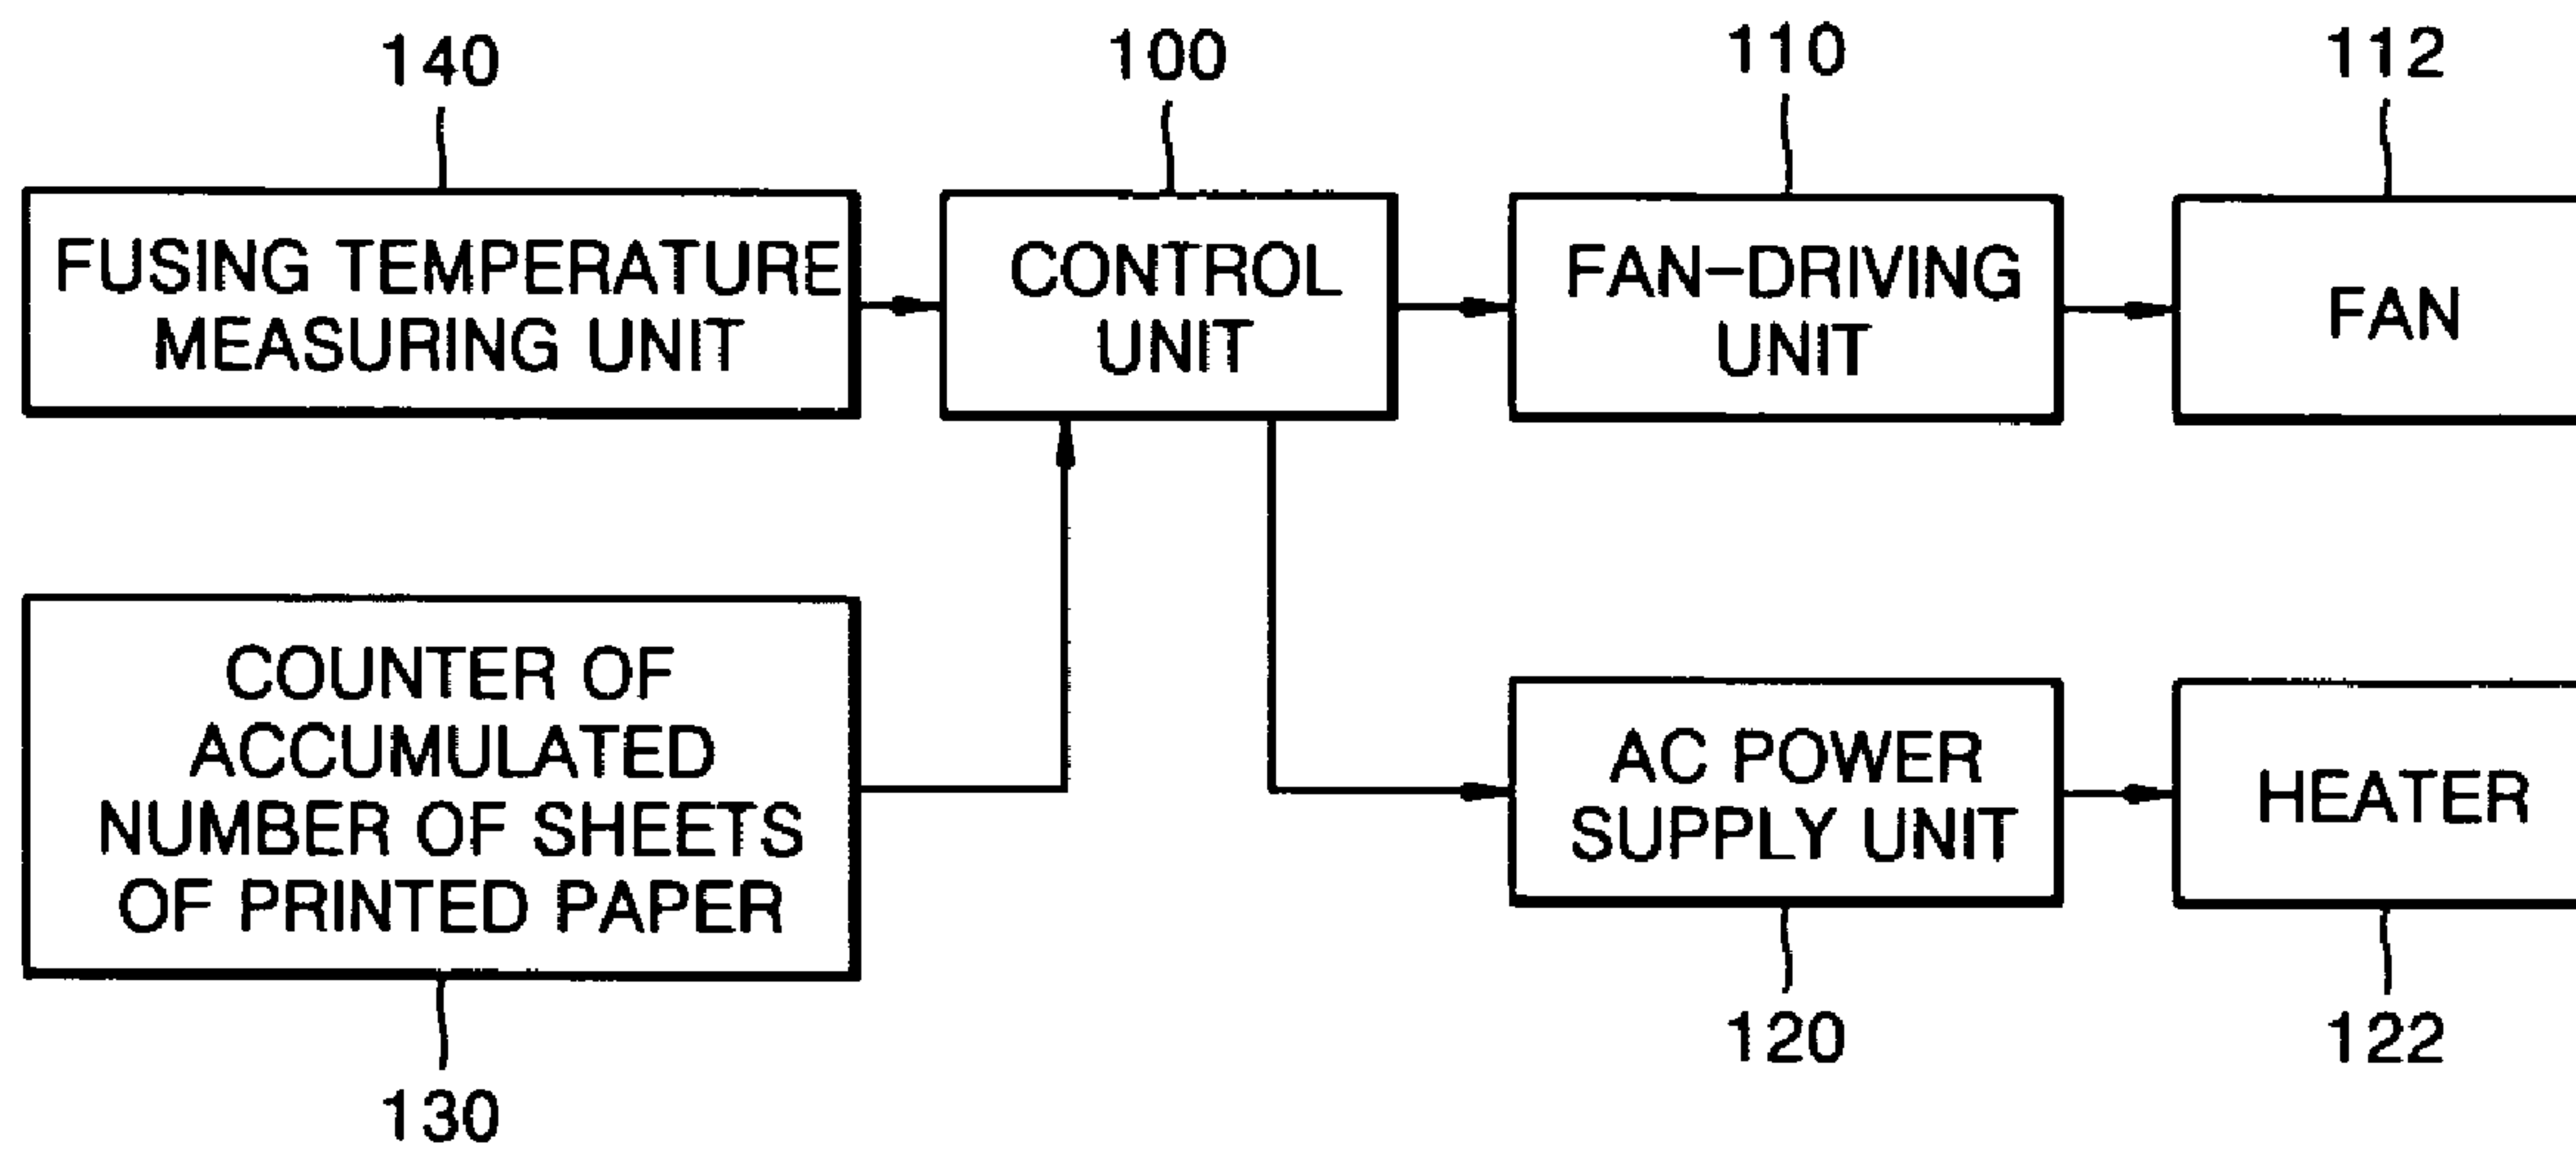 140
100
110
112
FUSING TEMPERATURE
MEASURING UNIT
CONTROL
UNIT
FAN-DRIVING
UNIT
FAN
COUNTER OF
ACCUMULATED
NUMBER OF SHEETS
OF PRINTED PAPER
AC POWER
SUPPLY UNIT
HEATER
130
120
122